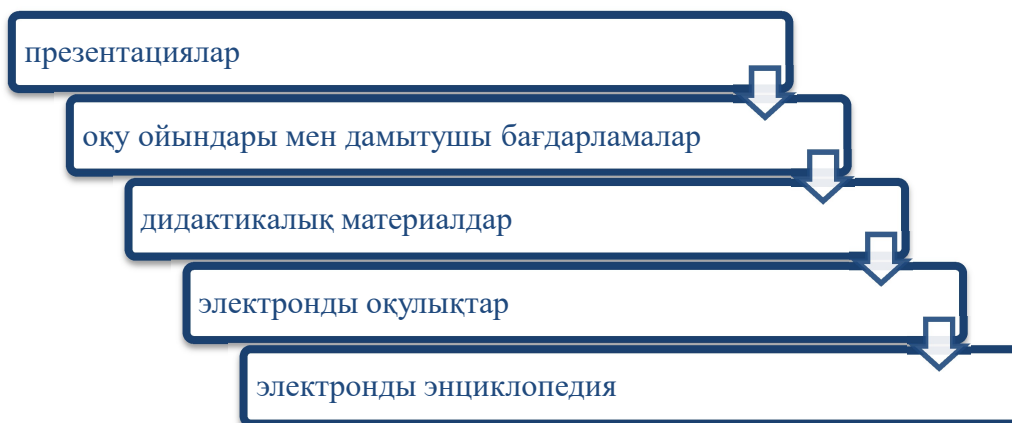 презентациялар
оқу ойындары мен дамытушы бағдарламалар
дидактикалық материалдар
электронды оқулықтар
электронды энциклопедия